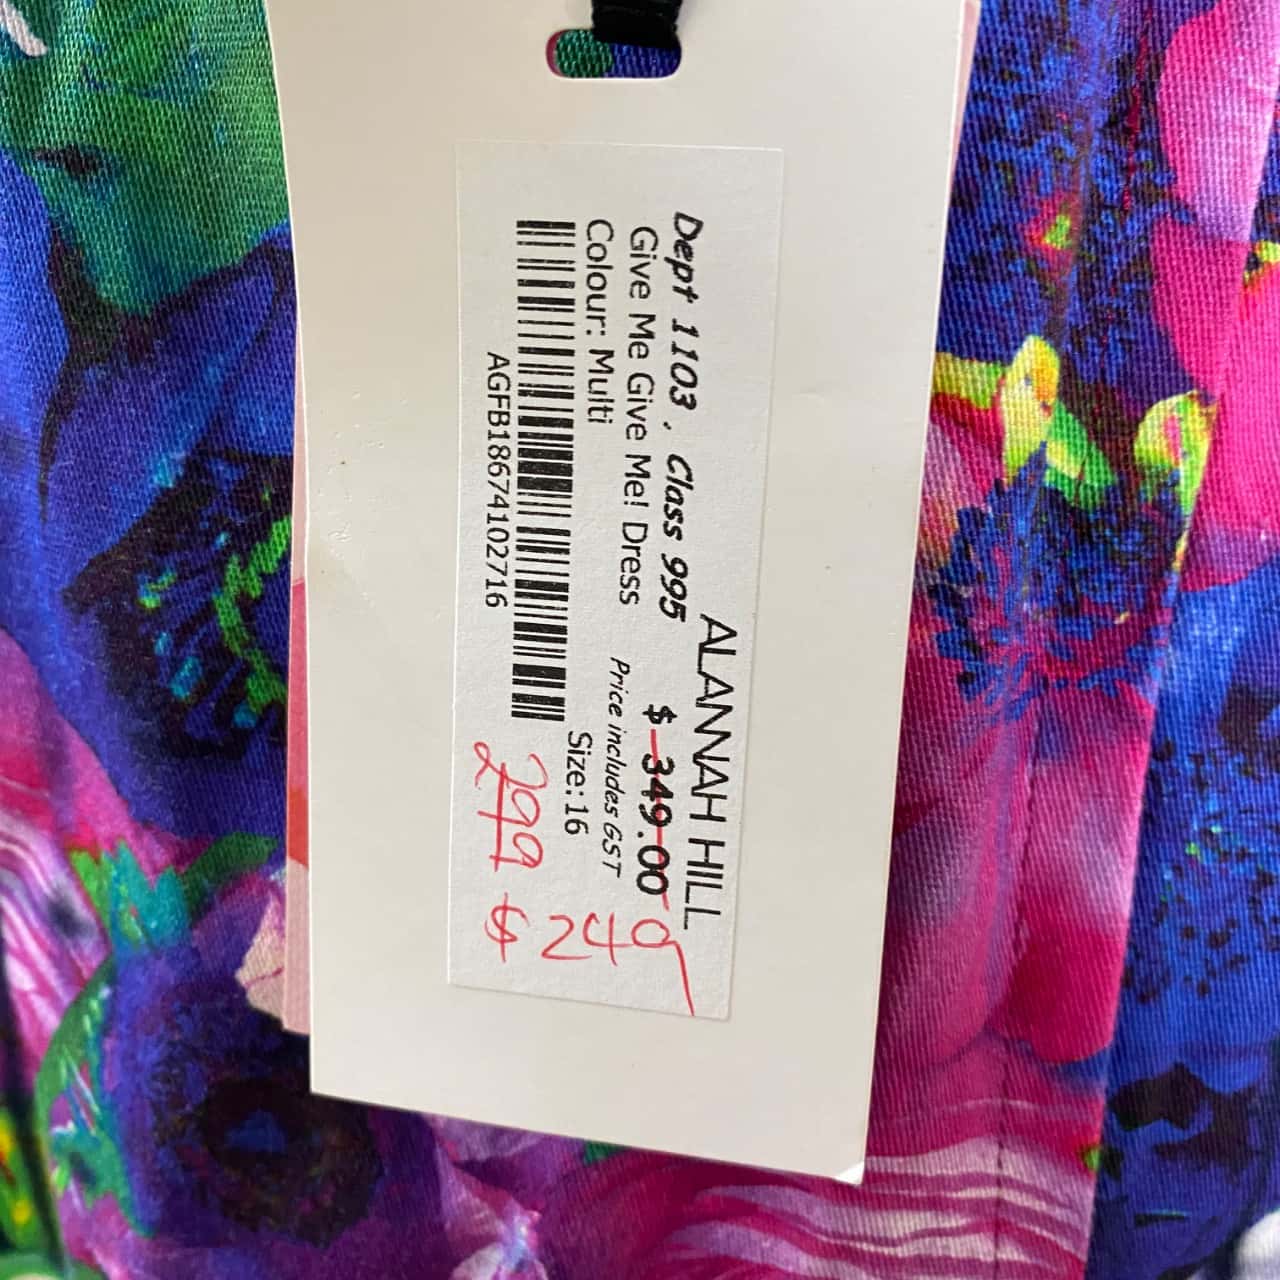 ALANNAH HILL
Dept 1103 . Class 995
Give Me Give Me! Dress
$ 349.00
Price includes GST
Colour: Multi
Size: 16
AGFB18674102716
299
$ 249